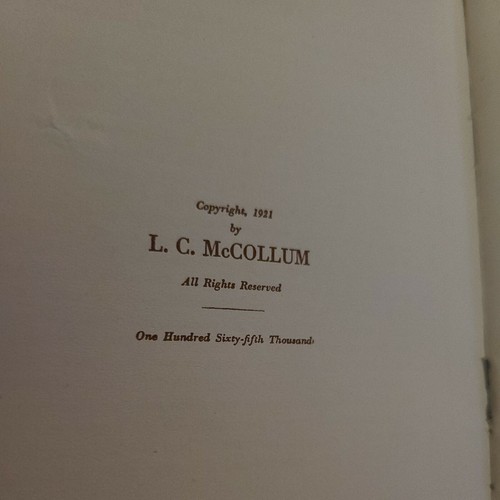 Copyright, 1921
by
L. C. McCOLLUM
All Rights Reserved
One Hundred Sixty-fifth Thousand